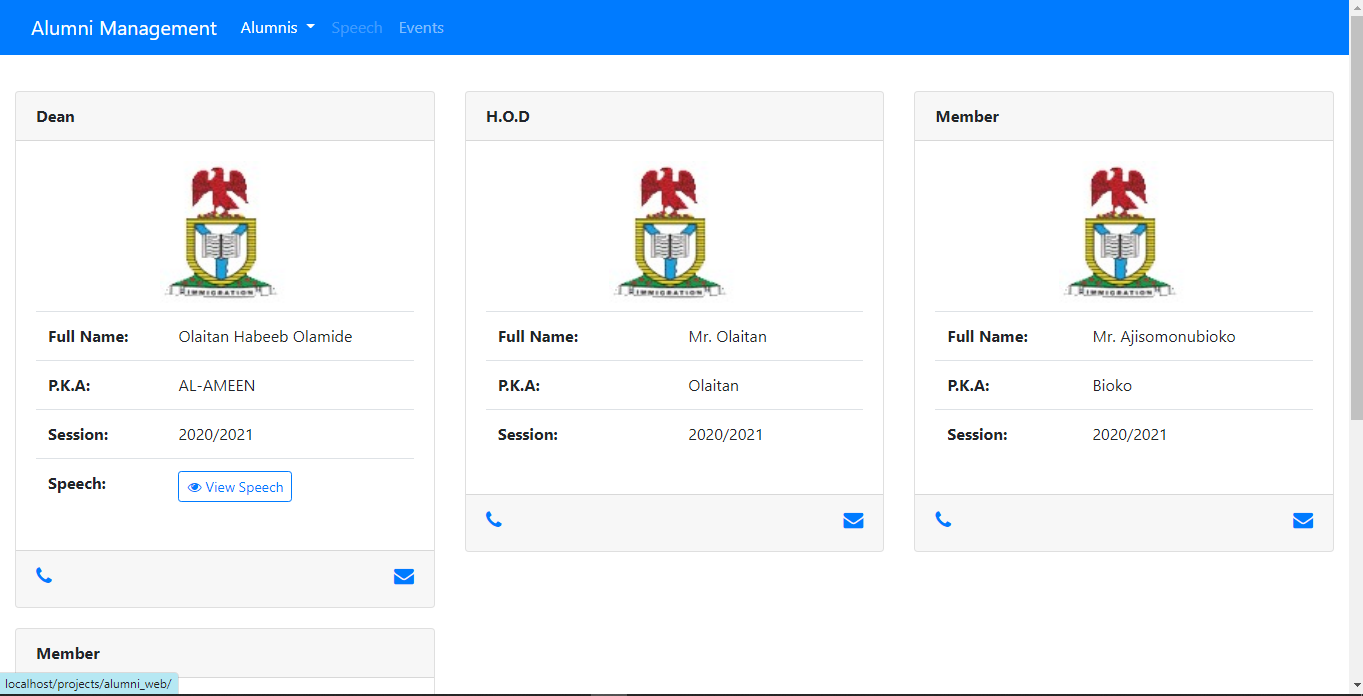 Alumni Management Alumnis Speech Events
Dean
IMMIGRATION
Full Name: Olaitan Habeeb Olamide
P.K.A: AL-AMEEN
Session: 2020/2021
Speech: View Speech
H.O.D
IMMIGRATION
Full Name: Mr. Olaitan
P.K.A: Olaitan
Session: 2020/2021
Member
IMMIGRATION
Full Name: Mr. Ajisomonubioko
P.K.A: Bioko
Session: 2020/2021
Member
localhost/projects/alumni_web/